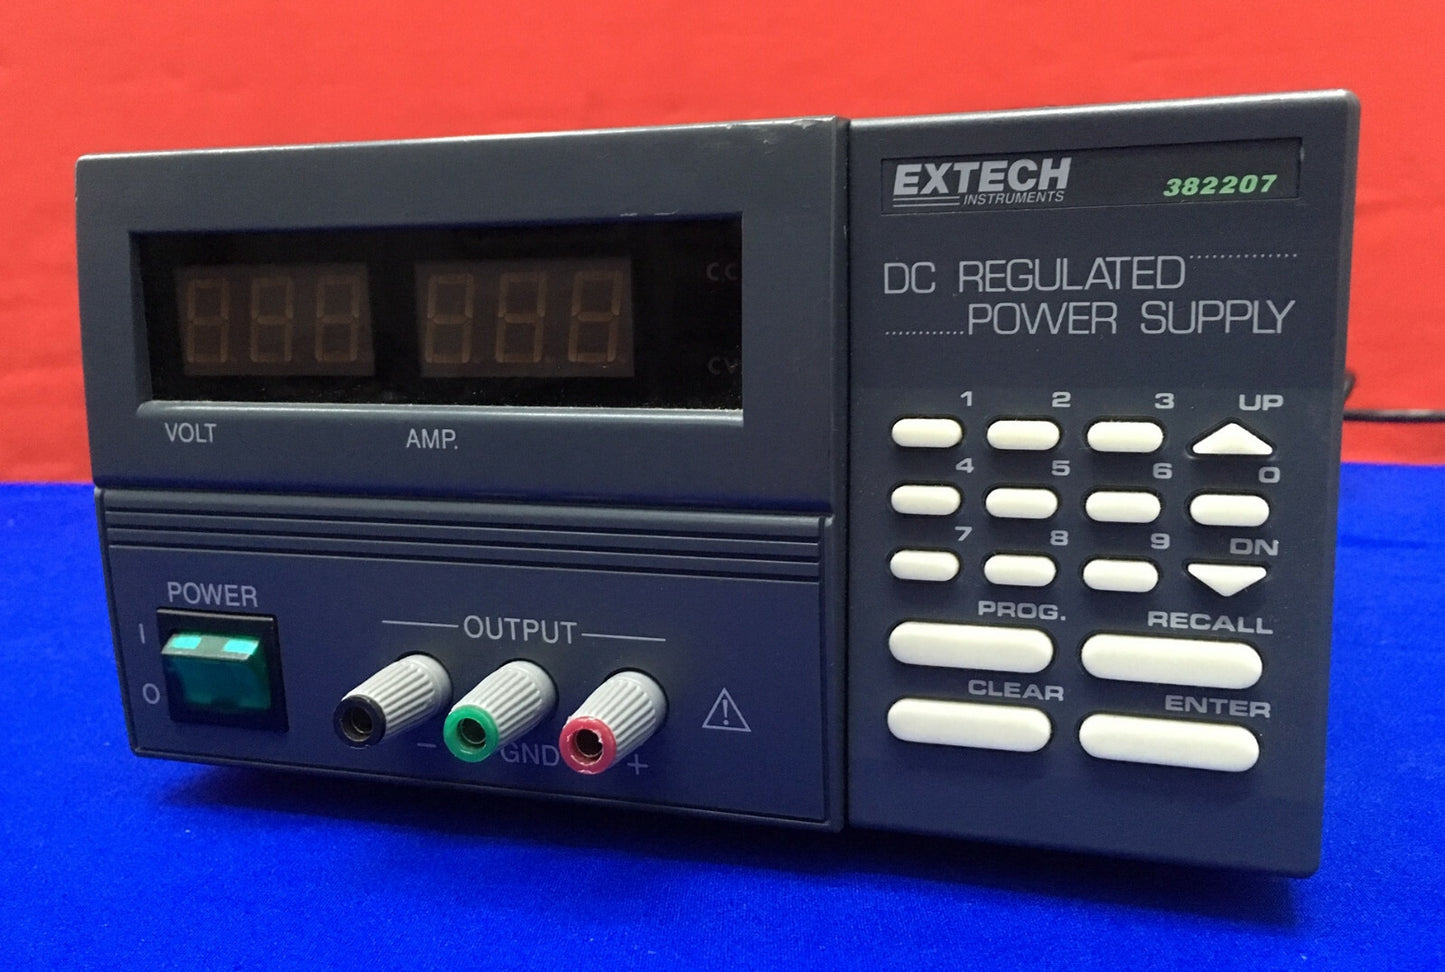 EXTECH
INSTRUMENTS
382207
DC REGULATED
POWER SUPPLY
CC
CV
VOLT
AMP.
1 2 3 UP
4 5 6 0
7 8 9 DN
PROG. RECALL
CLEAR ENTER
POWER
I
O
OUTPUT
- GND +